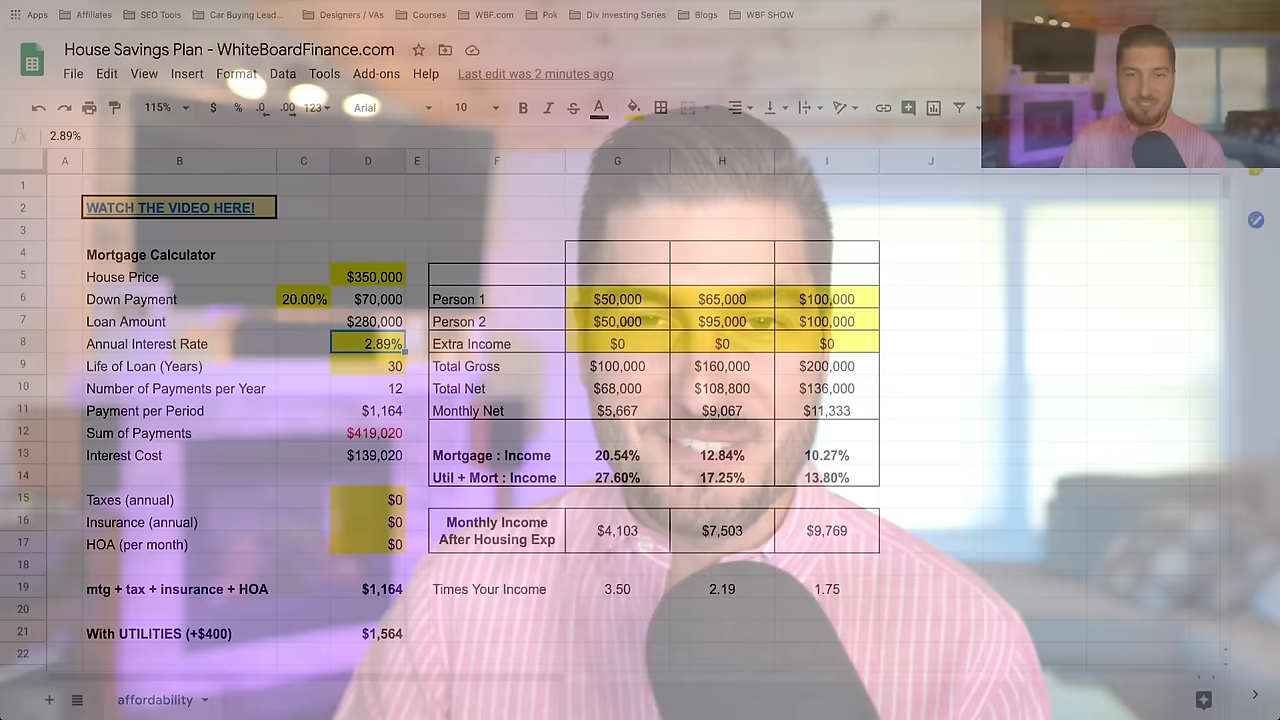 Apps Affiliates SEO Tools Car Buying Lead... Designers / VAs Courses WBF.com Pok Div Investing Series Blogs WBF SHOW
House Savings Plan - WhiteBoardFinance.com
File Edit View Insert Format Data Tools Add-ons Help Last edit was 2 minutes ago
115% $ % .0 .00 123 Arial 10 B I S A
fx 2.89%
A B C D E F G H I J
1
2 WATCH THE VIDEO HERE!
3
4 Mortgage Calculator
5 House Price $350,000
6 Down Payment 20.00% $70,000 Person 1 $50,000 $65,000 $100,000
7 Loan Amount $280,000 Person 2 $50,000 $95,000 $100,000
8 Annual Interest Rate 2.89% Extra Income $0 $0 $0
9 Life of Loan (Years) 30 Total Gross $100,000 $160,000 $200,000
10 Number of Payments per Year 12 Total Net $68,000 $108,800 $136,000
11 Payment per Period $1,164 Monthly Net $5,667 $9,067 $11,333
12 Sum of Payments $419,020
13 Interest Cost $139,020 Mortgage : Income 20.54% 12.84% 10.27%
14 Util + Mort : Income 27.60% 17.25% 13.80%
15 Taxes (annual) $0
16 Insurance (annual) $0 Monthly Income After Housing Exp $4,103 $7,503 $9,769
17 HOA (per month) $0
18
19 mtg + tax + insurance + HOA $1,164 Times Your Income 3.50 2.19 1.75
20
21 With UTILITIES (+$400) $1,564
22
affordability